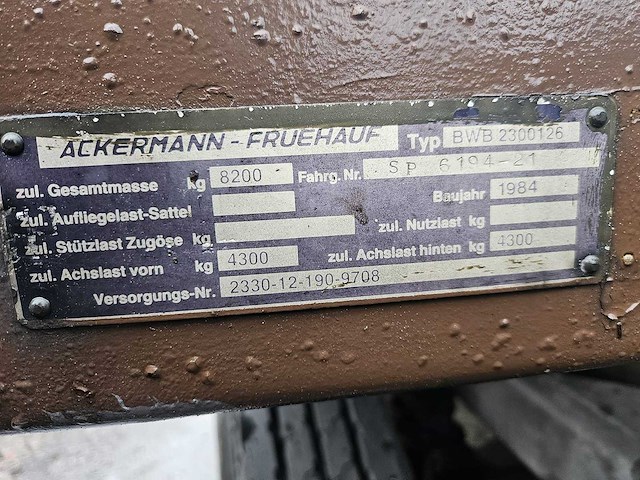 ACKERMANN-FRUEHAUF Typ BWB 2300126
zul. Gesamtmasse kg 8200 Fahrg. Nr. SP 6194-21
zul. Aufliegelast-Sattel Baujahr 1984
zul. Stützlast Zugöse kg zul. Nutzlast kg
zul. Achslast vorn kg 4300 zul. Achslast hinten kg 4300
Versorgungs-Nr. 2330-12-190-9708